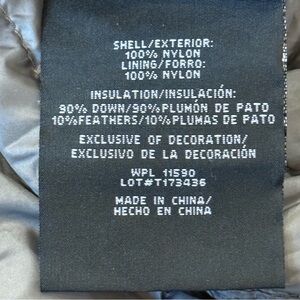 SHELL/EXTERIOR:
100% NYLON
LINING/FORRO:
100% NYLON
INSULATION/INSULACIÓN:
90% DOWN/90%PLUMÓN DE PATO
10%FEATHERS/10%PLUMAS DE PATO
EXCLUSIVE OF DECORATION/
EXCLUSIVO DE LA DECORACIÓN
WPL 11590
LOT#T173436
MADE IN CHINA/
HECHO EN CHINA